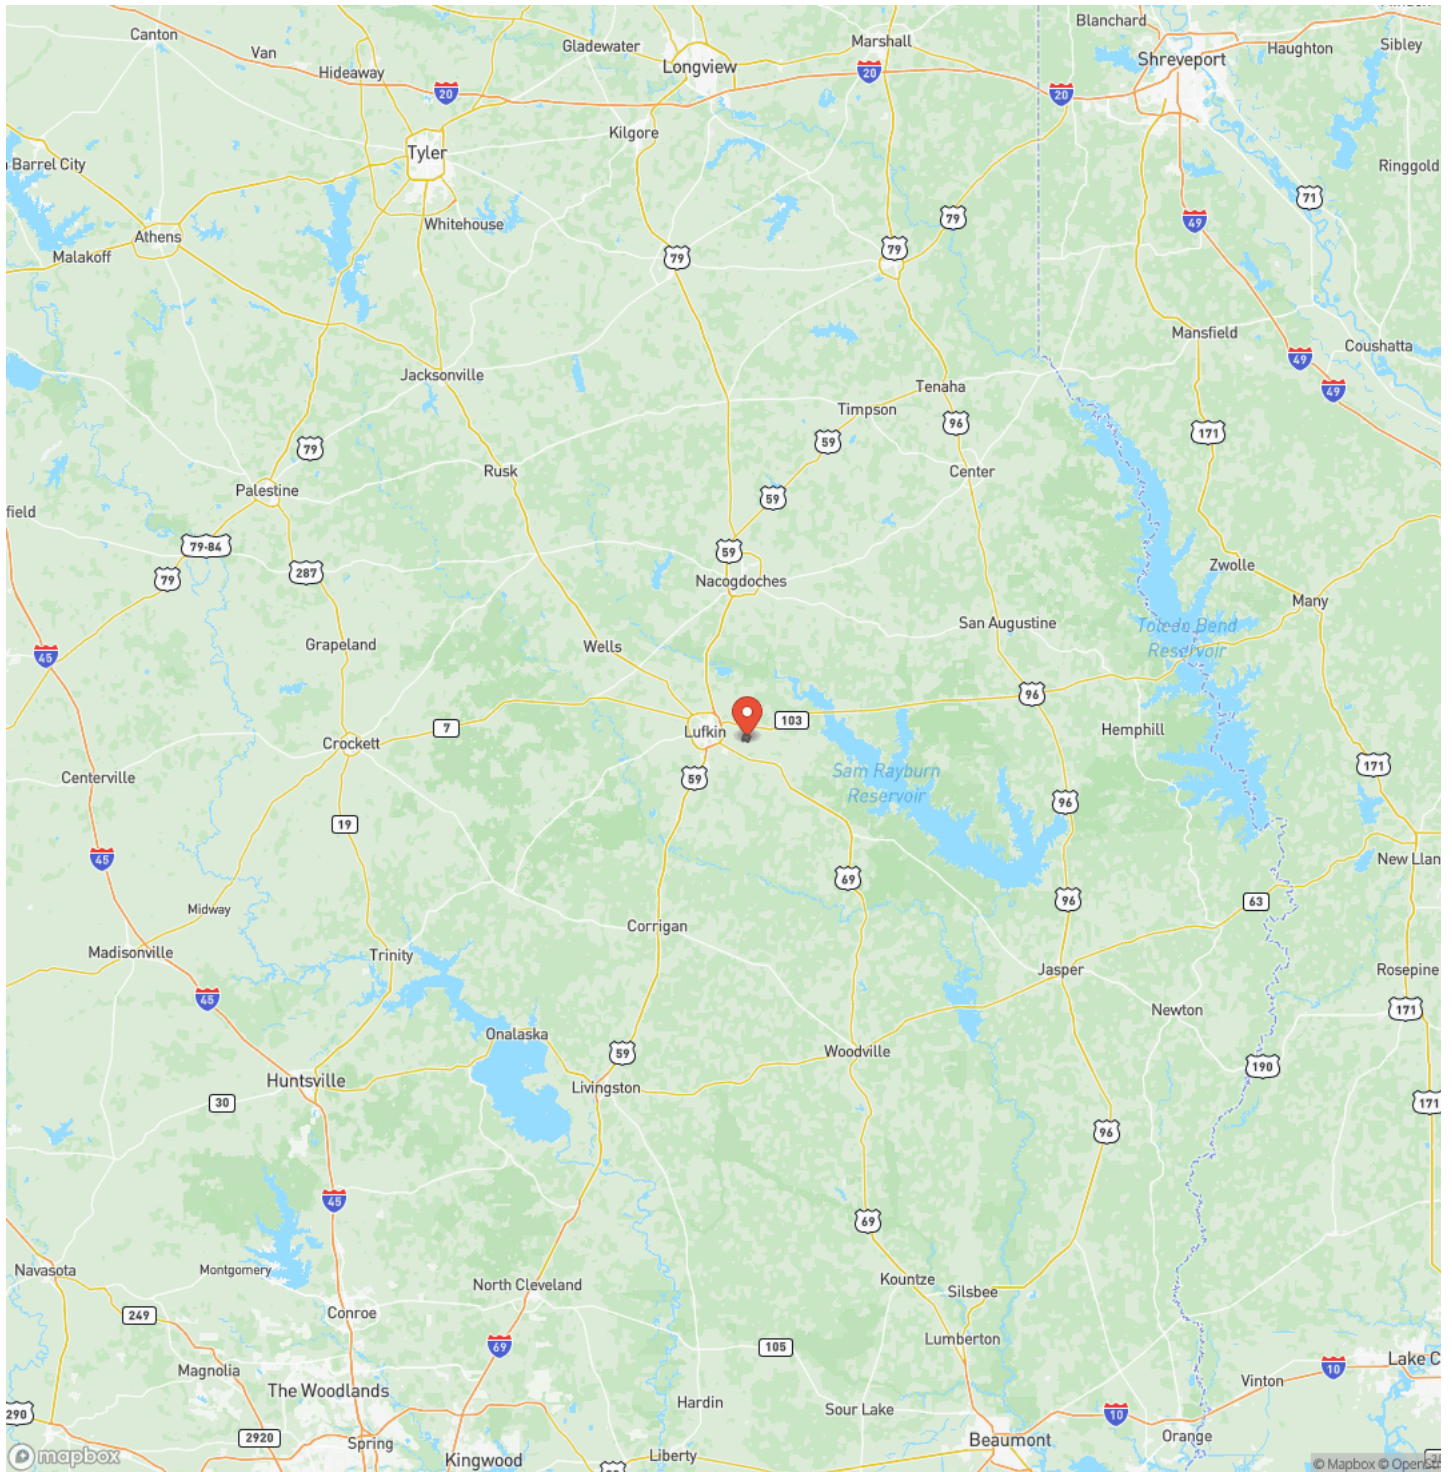 Blanchard
Canton
Van
Gladewater
Marshall
Haughton
Sibley
Hideaway
Longview
Shreveport
20
20
20
Kilgore
Tyler
n Barrel City
Ringgold
71
Whitehouse
79
49
Athens
Malakoff
79
79
Mansfield
Coushatta
49
Jacksonville
Tenaha
49
Timpson
96
171
79
59
Rusk
Center
Palestine
59
field
79-84
59
Zwolle
79
287
Nacogdoches
Many
San Augustine
Toledo Bend
Reservoir
Grapeland
Wells
45
96
103
7
Lufkin
Hemphill
Crockett
Centerville
59
Sam Rayburn
Reservoir
171
96
19
45
New Llan
69
96
63
Midway
Corrigan
Madisonville
Trinity
Jasper
Rosepine
45
Newton
171
Onalaska
59
Woodville
190
Huntsville
Livingston
30
171
96
45
69
Navasota
Montgomery
North Cleveland
Kountze
Silsbee
249
Conroe
69
105
Lumberton
Magnolia
Lake C
10
The Woodlands
Vinton
Hardin
Sour Lake
290
10
2920
Spring
Orange
Beaumont
Kingwood
Liberty
mapbox
© Mapbox © OpenStr